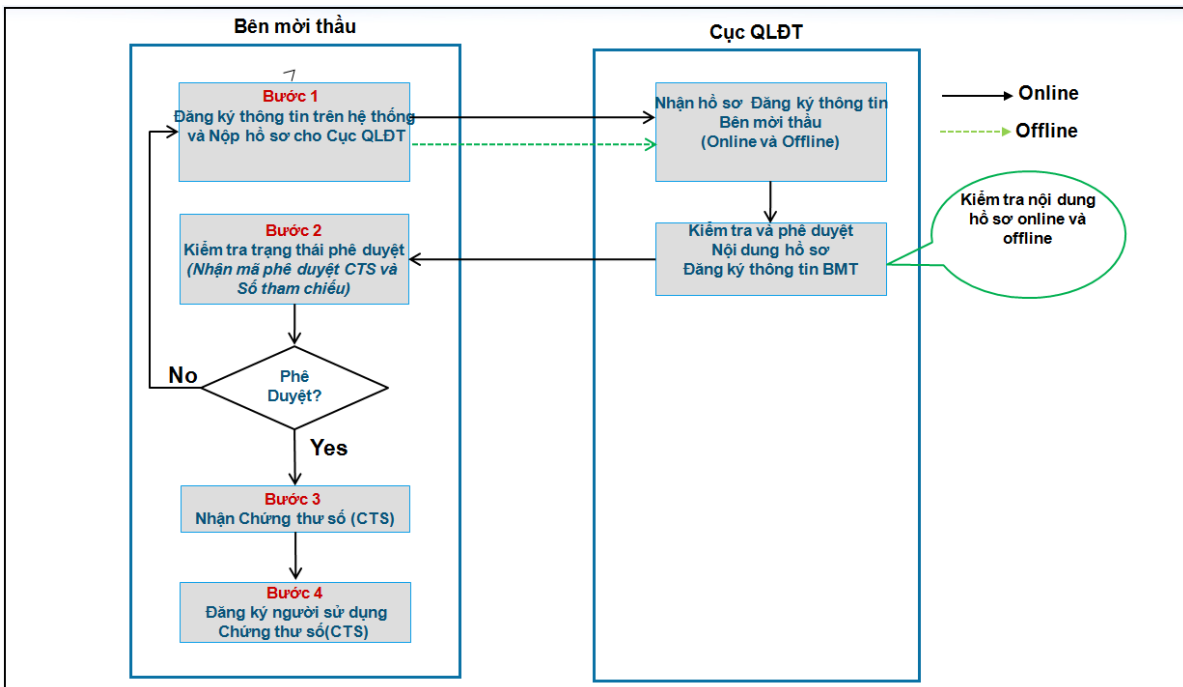 Bên mời thầu
Bước 1
Đăng ký thông tin trên hệ thống
và Nộp hồ sơ cho Cục QLĐT
Bước 2
Kiểm tra trạng thái phê duyệt
(Nhận mã phê duyệt CTS và
Số tham chiếu)
Phê
Duyệt?
No
Yes
Bước 3
Nhận Chứng thư số (CTS)
Bước 4
Đăng ký người sử dụng
Chứng thư số(CTS)
Cục QLĐT
Nhận hồ sơ Đăng ký thông tin
Bên mời thầu
(Online và Offline)
Kiểm tra và phê duyệt
Nội dung hồ sơ
Đăng ký thông tin BMT
Online
Offline
Kiểm tra nội dung
hồ sơ online và
offline